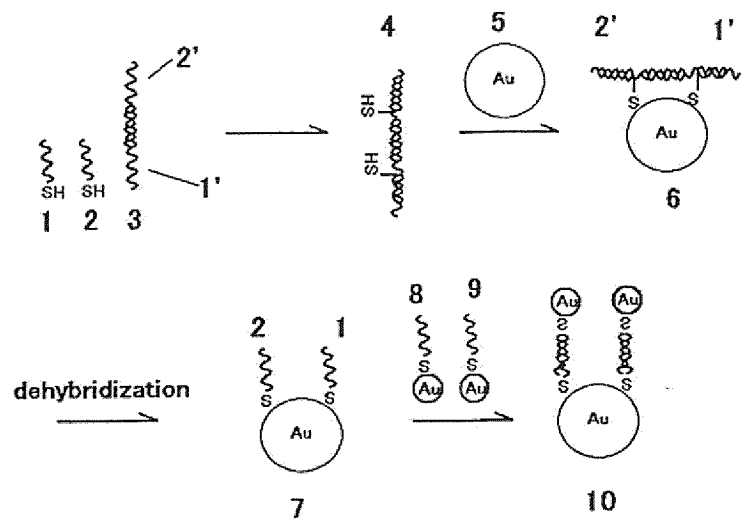 4
5
2' 1'
2'
Au
SH
SH
S S
Au
1'
SH SH
1 2 3
6
8 9
Au Au
2 1
S S
dehybridization
S S
Au Au
S S
Au
Au
7
10